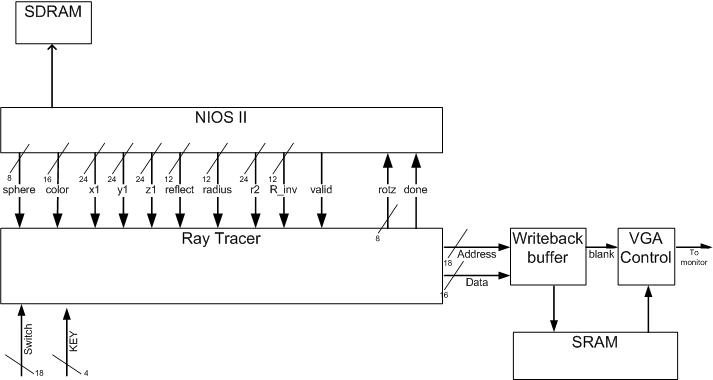 SDRAM
NIOS II
8 16 24 24 24 12 12 24 12
sphere color x1 y1 z1 reflect radius r2 R_inv valid rotz done
Ray Tracer
8
Address
18
Data
16
Writeback
buffer
blank
VGA
Control
To
monitor
SRAM
Switch
18
KEY
4